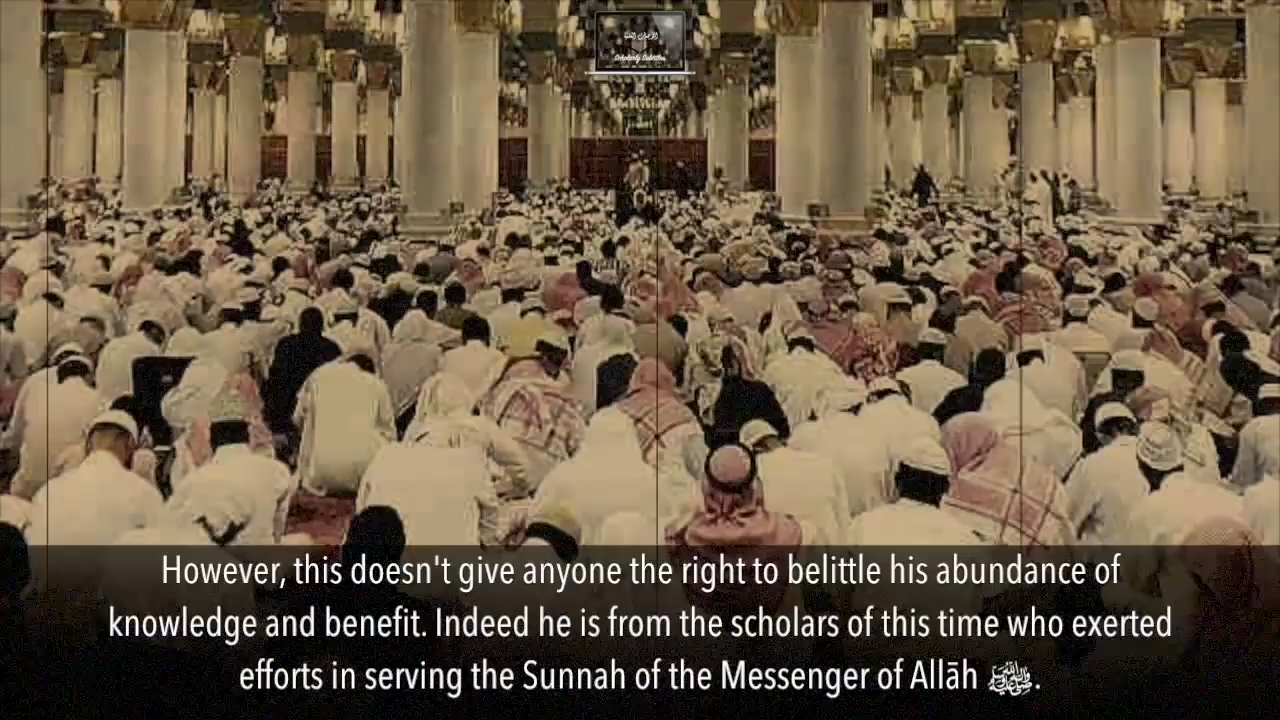 Scholarly Subtitles
However, this doesn't give anyone the right to belittle his abundance of
knowledge and benefit. Indeed he is from the scholars of this time who exerted
efforts in serving the Sunnah of the Messenger of Allāh ﷺ.